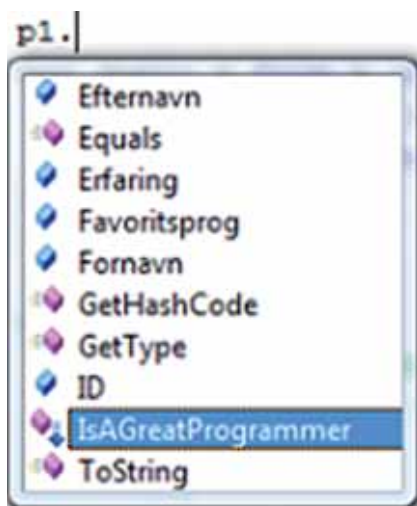 p1.
Efternavn
Equals
Erfaring
Favoritsprog
Fornavn
GetHashCode
GetType
ID
IsAGreatProgrammer
ToString